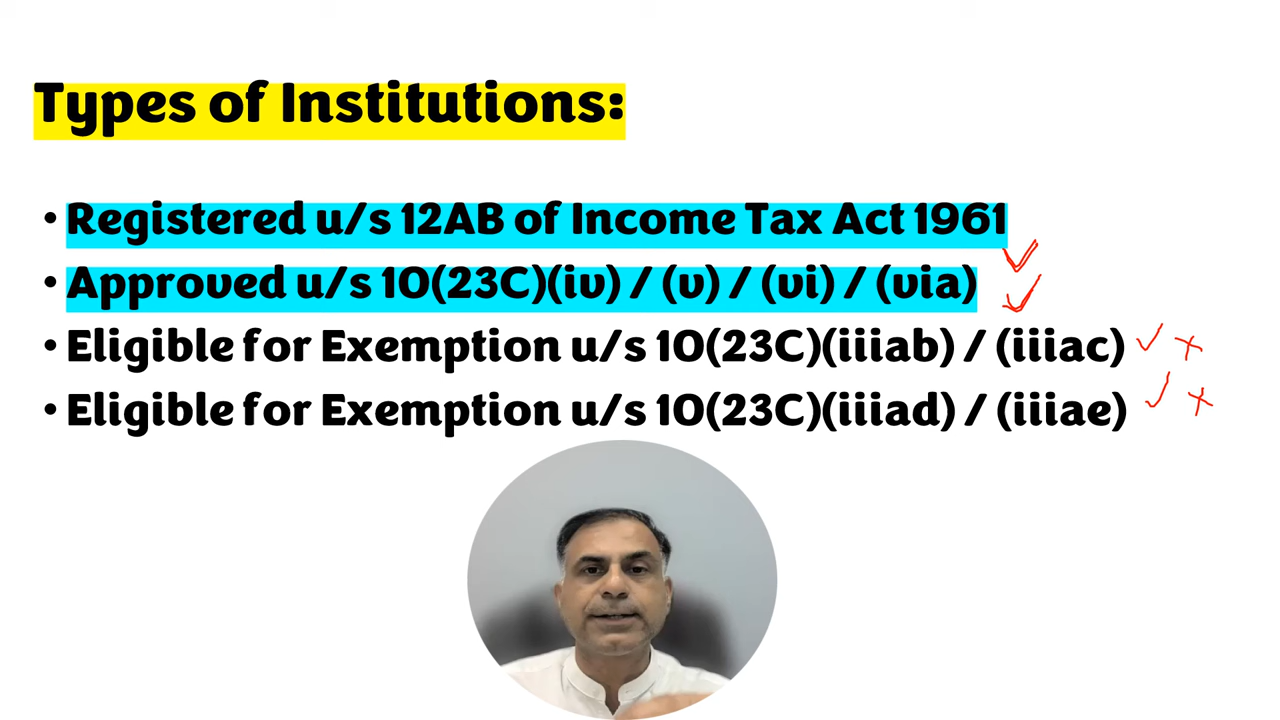 Types of Institutions:
• Registered u/s 12AB of Income Tax Act 1961
• Approved u/s 10(23C)(iv) / (v) / (vi) / (via)
• Eligible for Exemption u/s 10(23C)(iiiab) / (iiiac)
• Eligible for Exemption u/s 10(23C)(iiiad) / (iiiae)